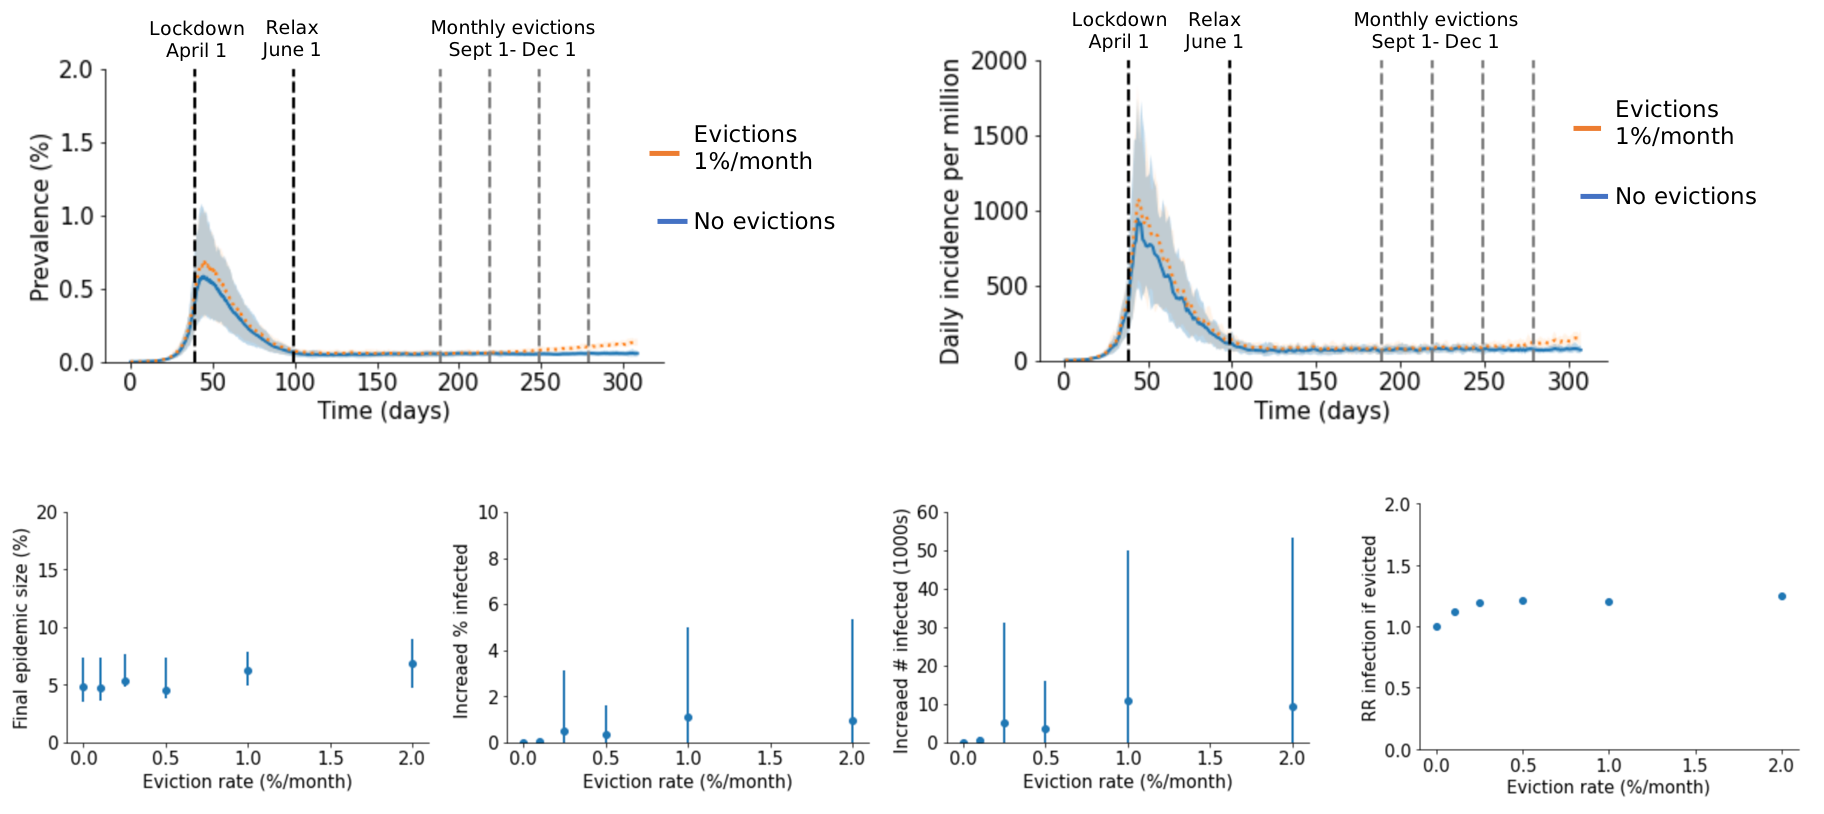 Lockdown
April 1
Relax
June 1
Monthly evictions
Sept 1- Dec 1
2.0
1.5
1.0
0.5
0.0
Prevalence (%)
0 50 100 150 200 250 300
Time (days)
Evictions
1%/month
No evictions
Lockdown
April 1
Relax
June 1
Monthly evictions
Sept 1- Dec 1
2000
1500
1000
500
0
Daily incidence per million
0 50 100 150 200 250 300
Time (days)
Evictions
1%/month
No evictions
20
15
10
5
0
Final epidemic size (%)
0.0 0.5 1.0 1.5 2.0
Eviction rate (%/month)
10
8
6
4
2
0
Increaed % infected
0.0 0.5 1.0 1.5 2.0
Eviction rate (%/month)
60
50
40
30
20
10
0
Increaed # infected (1000s)
0.0 0.5 1.0 1.5 2.0
Eviction rate (%/month)
2.0
1.5
1.0
0.5
0.0
RR infection if evicted
0.0 0.5 1.0 1.5 2.0
Eviction rate (%/month)